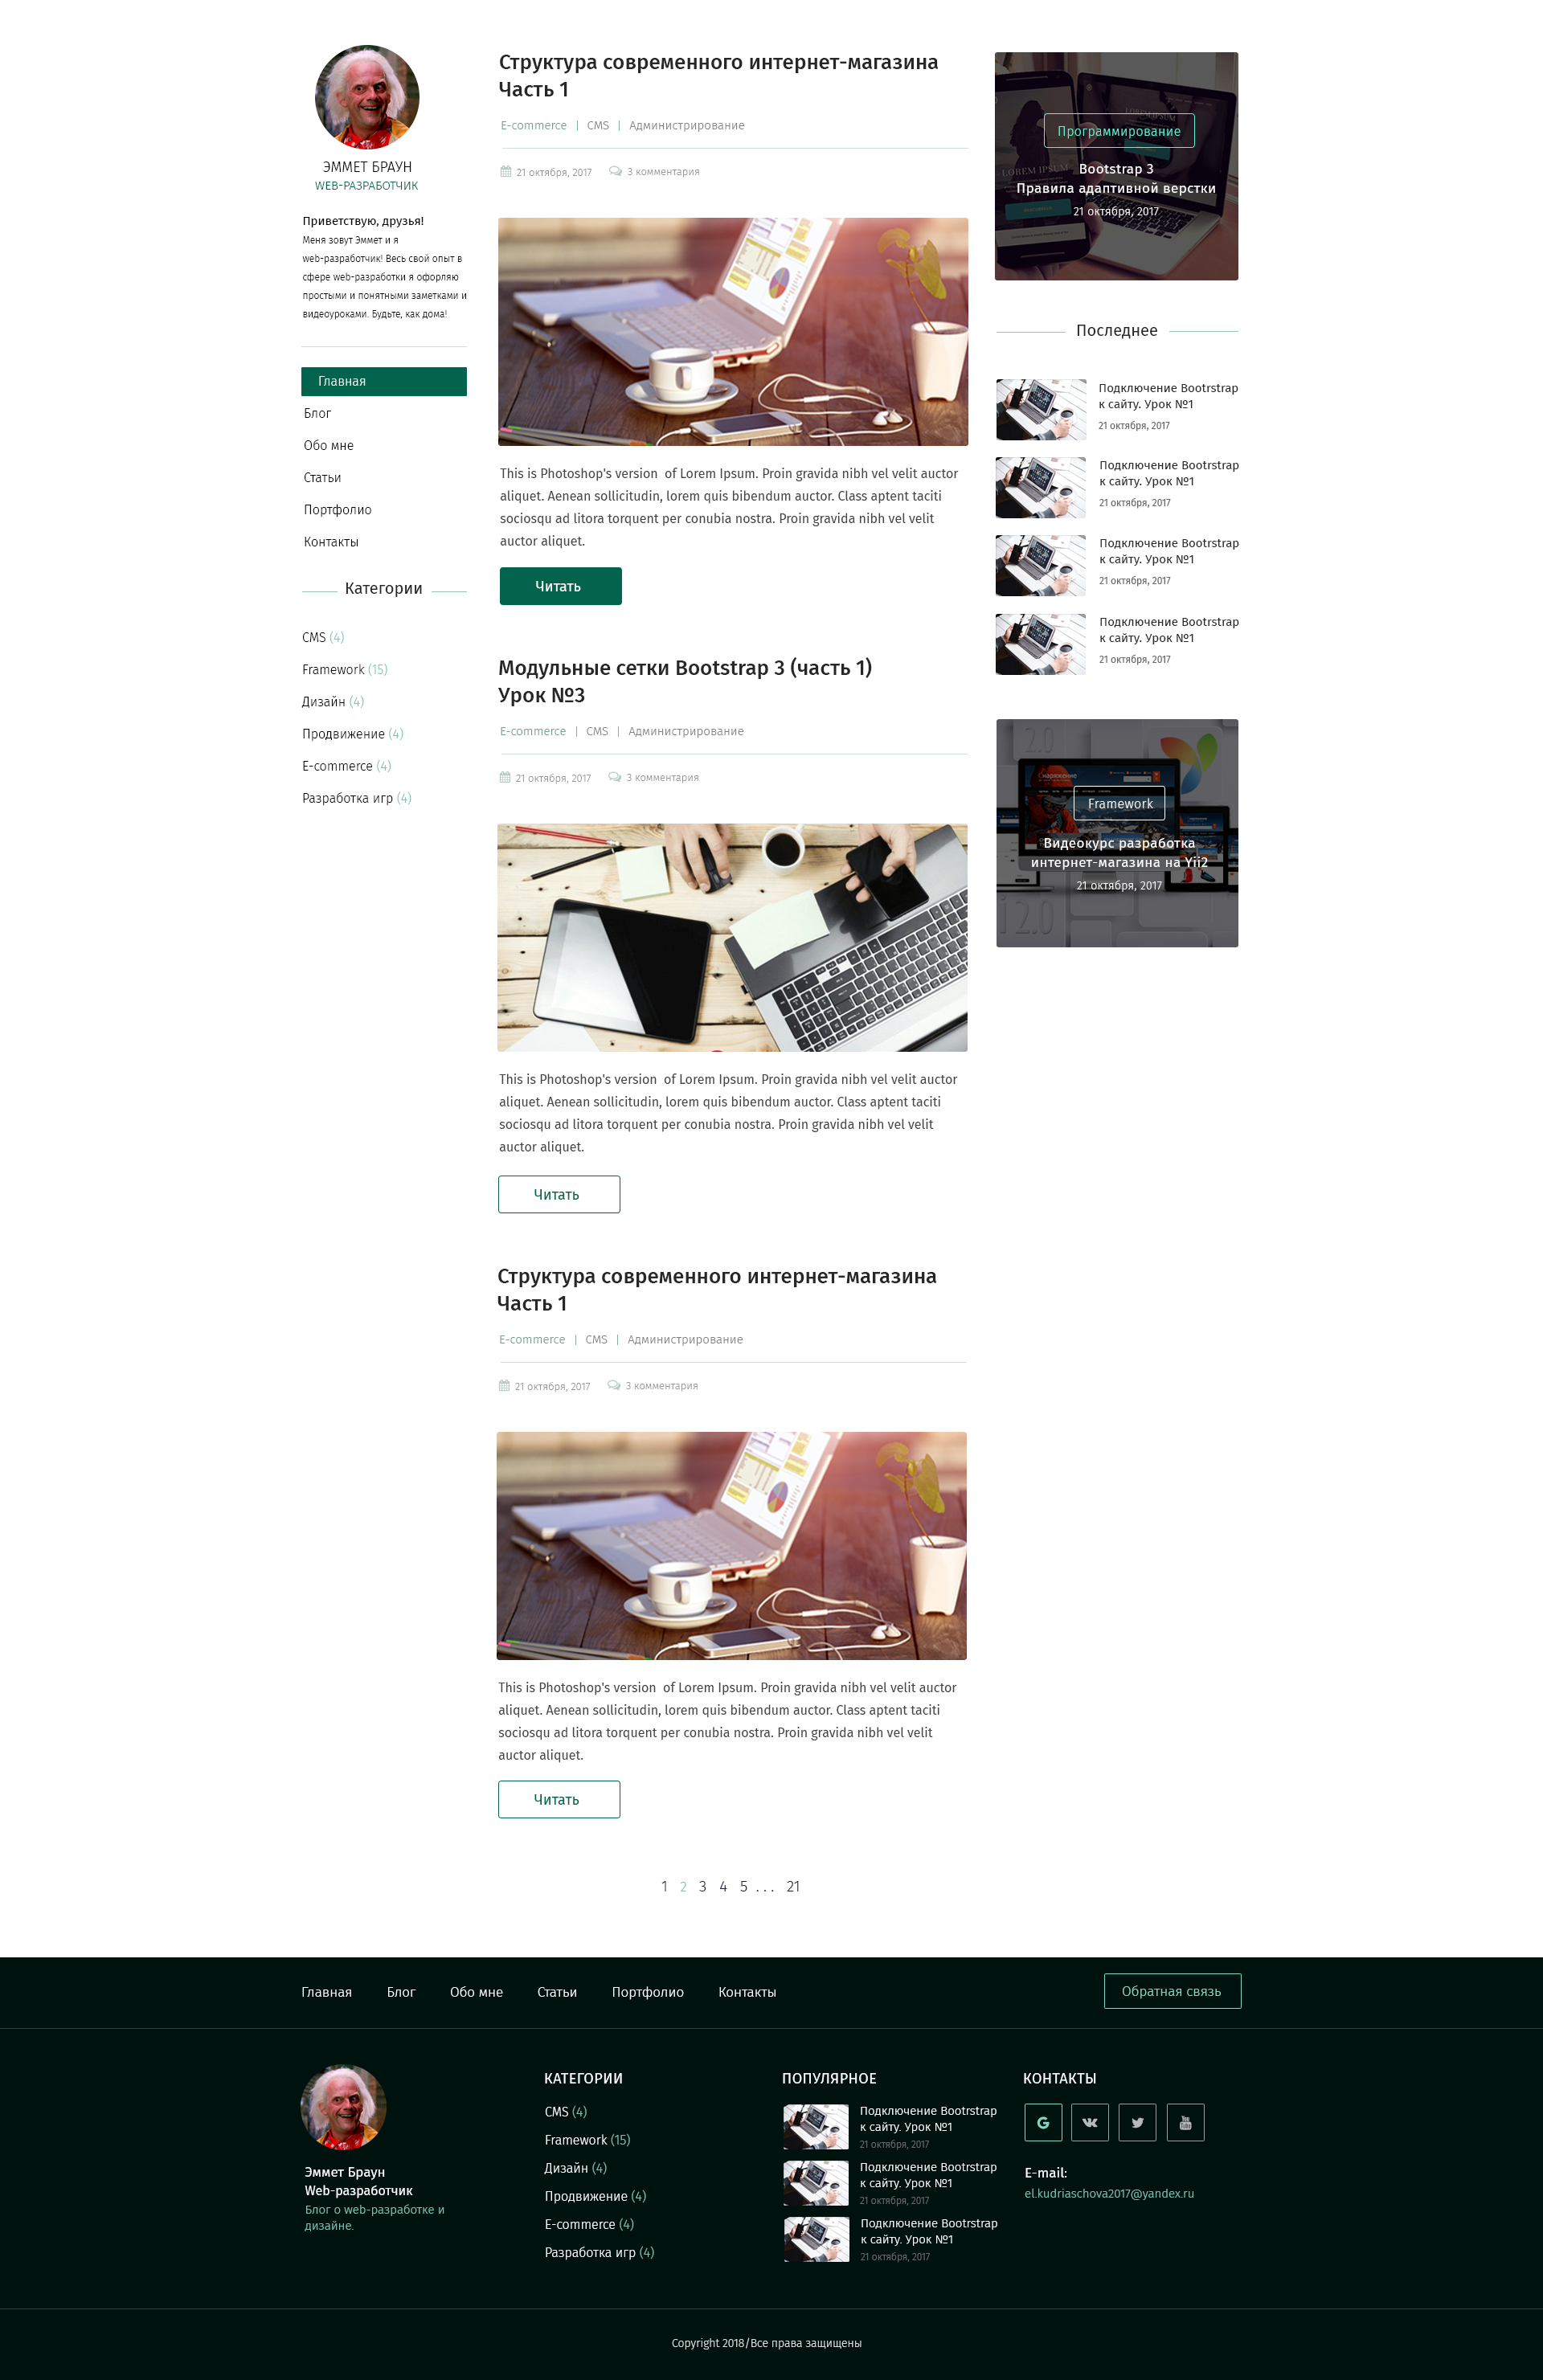 ЭММЕТ БРАУН
WEB-РАЗРАБОТЧИК
Приветствую, друзья!
Меня зовут Эммет и я
web-разработчик! Весь свой опыт в
сфере web-разработки я офорляю
простыми и понятными заметками и
видеоуроками. Будьте, как дома!
Главная
Блог
Обо мне
Статьи
Портфолио
Контакты
Категории
CMS (4)
Framework (15)
Дизайн (4)
Продвижение (4)
E-commerce (4)
Разработка игр (4)
Структура современного интернет-магазина
Часть 1
E-commerce | CMS | Администрирование
21 октября, 2017 3 комментария
This is Photoshop's version of Lorem Ipsum. Proin gravida nibh vel velit auctor
aliquet. Aenean sollicitudin, lorem quis bibendum auctor. Class aptent taciti
sociosqu ad litora torquent per conubia nostra. Proin gravida nibh vel velit
auctor aliquet.
Читать
Модульные сетки Bootstrap 3 (часть 1)
Урок №3
E-commerce | CMS | Администрирование
21 октября, 2017 3 комментария
This is Photoshop's version of Lorem Ipsum. Proin gravida nibh vel velit auctor
aliquet. Aenean sollicitudin, lorem quis bibendum auctor. Class aptent taciti
sociosqu ad litora torquent per conubia nostra. Proin gravida nibh vel velit
auctor aliquet.
Читать
Структура современного интернет-магазина
Часть 1
E-commerce | CMS | Администрирование
21 октября, 2017 3 комментария
This is Photoshop's version of Lorem Ipsum. Proin gravida nibh vel velit auctor
aliquet. Aenean sollicitudin, lorem quis bibendum auctor. Class aptent taciti
sociosqu ad litora torquent per conubia nostra. Proin gravida nibh vel velit
auctor aliquet.
Читать
1 2 3 4 5 . . . 21
LOREM IPSUM
Программирование
Bootstrap 3
Правила адаптивной верстки
21 октября, 2017
Последнее
Подключение Bootrstrap
к сайту. Урок №1
21 октября, 2017
Подключение Bootrstrap
к сайту. Урок №1
21 октября, 2017
Подключение Bootrstrap
к сайту. Урок №1
21 октября, 2017
Подключение Bootrstrap
к сайту. Урок №1
21 октября, 2017
2.0
Снаряжение
Framework
Видеокурс разработка
интернет-магазина на Yii2
21 октября, 2017
i 2.0
Главная Блог Обо мне Статьи Портфолио Контакты
Обратная связь
Эммет Браун
Web-разработчик
Блог о web-разработке и
дизайне.
КАТЕГОРИИ
CMS (4)
Framework (15)
Дизайн (4)
Продвижение (4)
E-commerce (4)
Разработка игр (4)
ПОПУЛЯРНОЕ
Подключение Bootrstrap
к сайту. Урок №1
21 октября, 2017
Подключение Bootrstrap
к сайту. Урок №1
21 октября, 2017
Подключение Bootrstrap
к сайту. Урок №1
21 октября, 2017
КОНТАКТЫ
E-mail:
el.kudriaschova2017@yandex.ru
Copyright 2018/Все права защищены